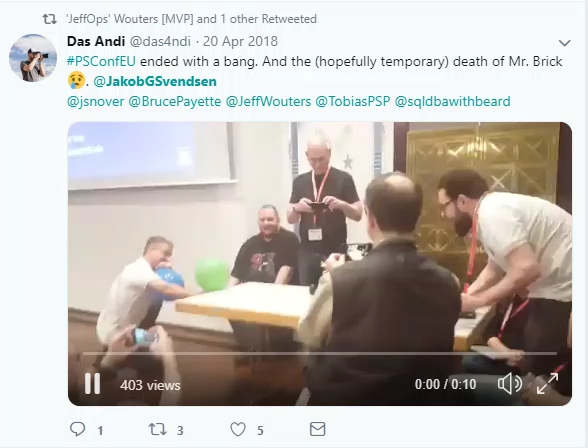 'JeffOps' Wouters [MVP] and 1 other Retweeted
Das Andi @das4ndi · 20 Apr 2018
#PSConfEU ended with a bang. And the (hopefully temporary) death of Mr. Brick
😢. @JakobGSvendsen
@jsnover @BrucePayette @JeffWouters @TobiasPSP @sqldbawithbeard
403 views
0:00 / 0:10
1
3
5